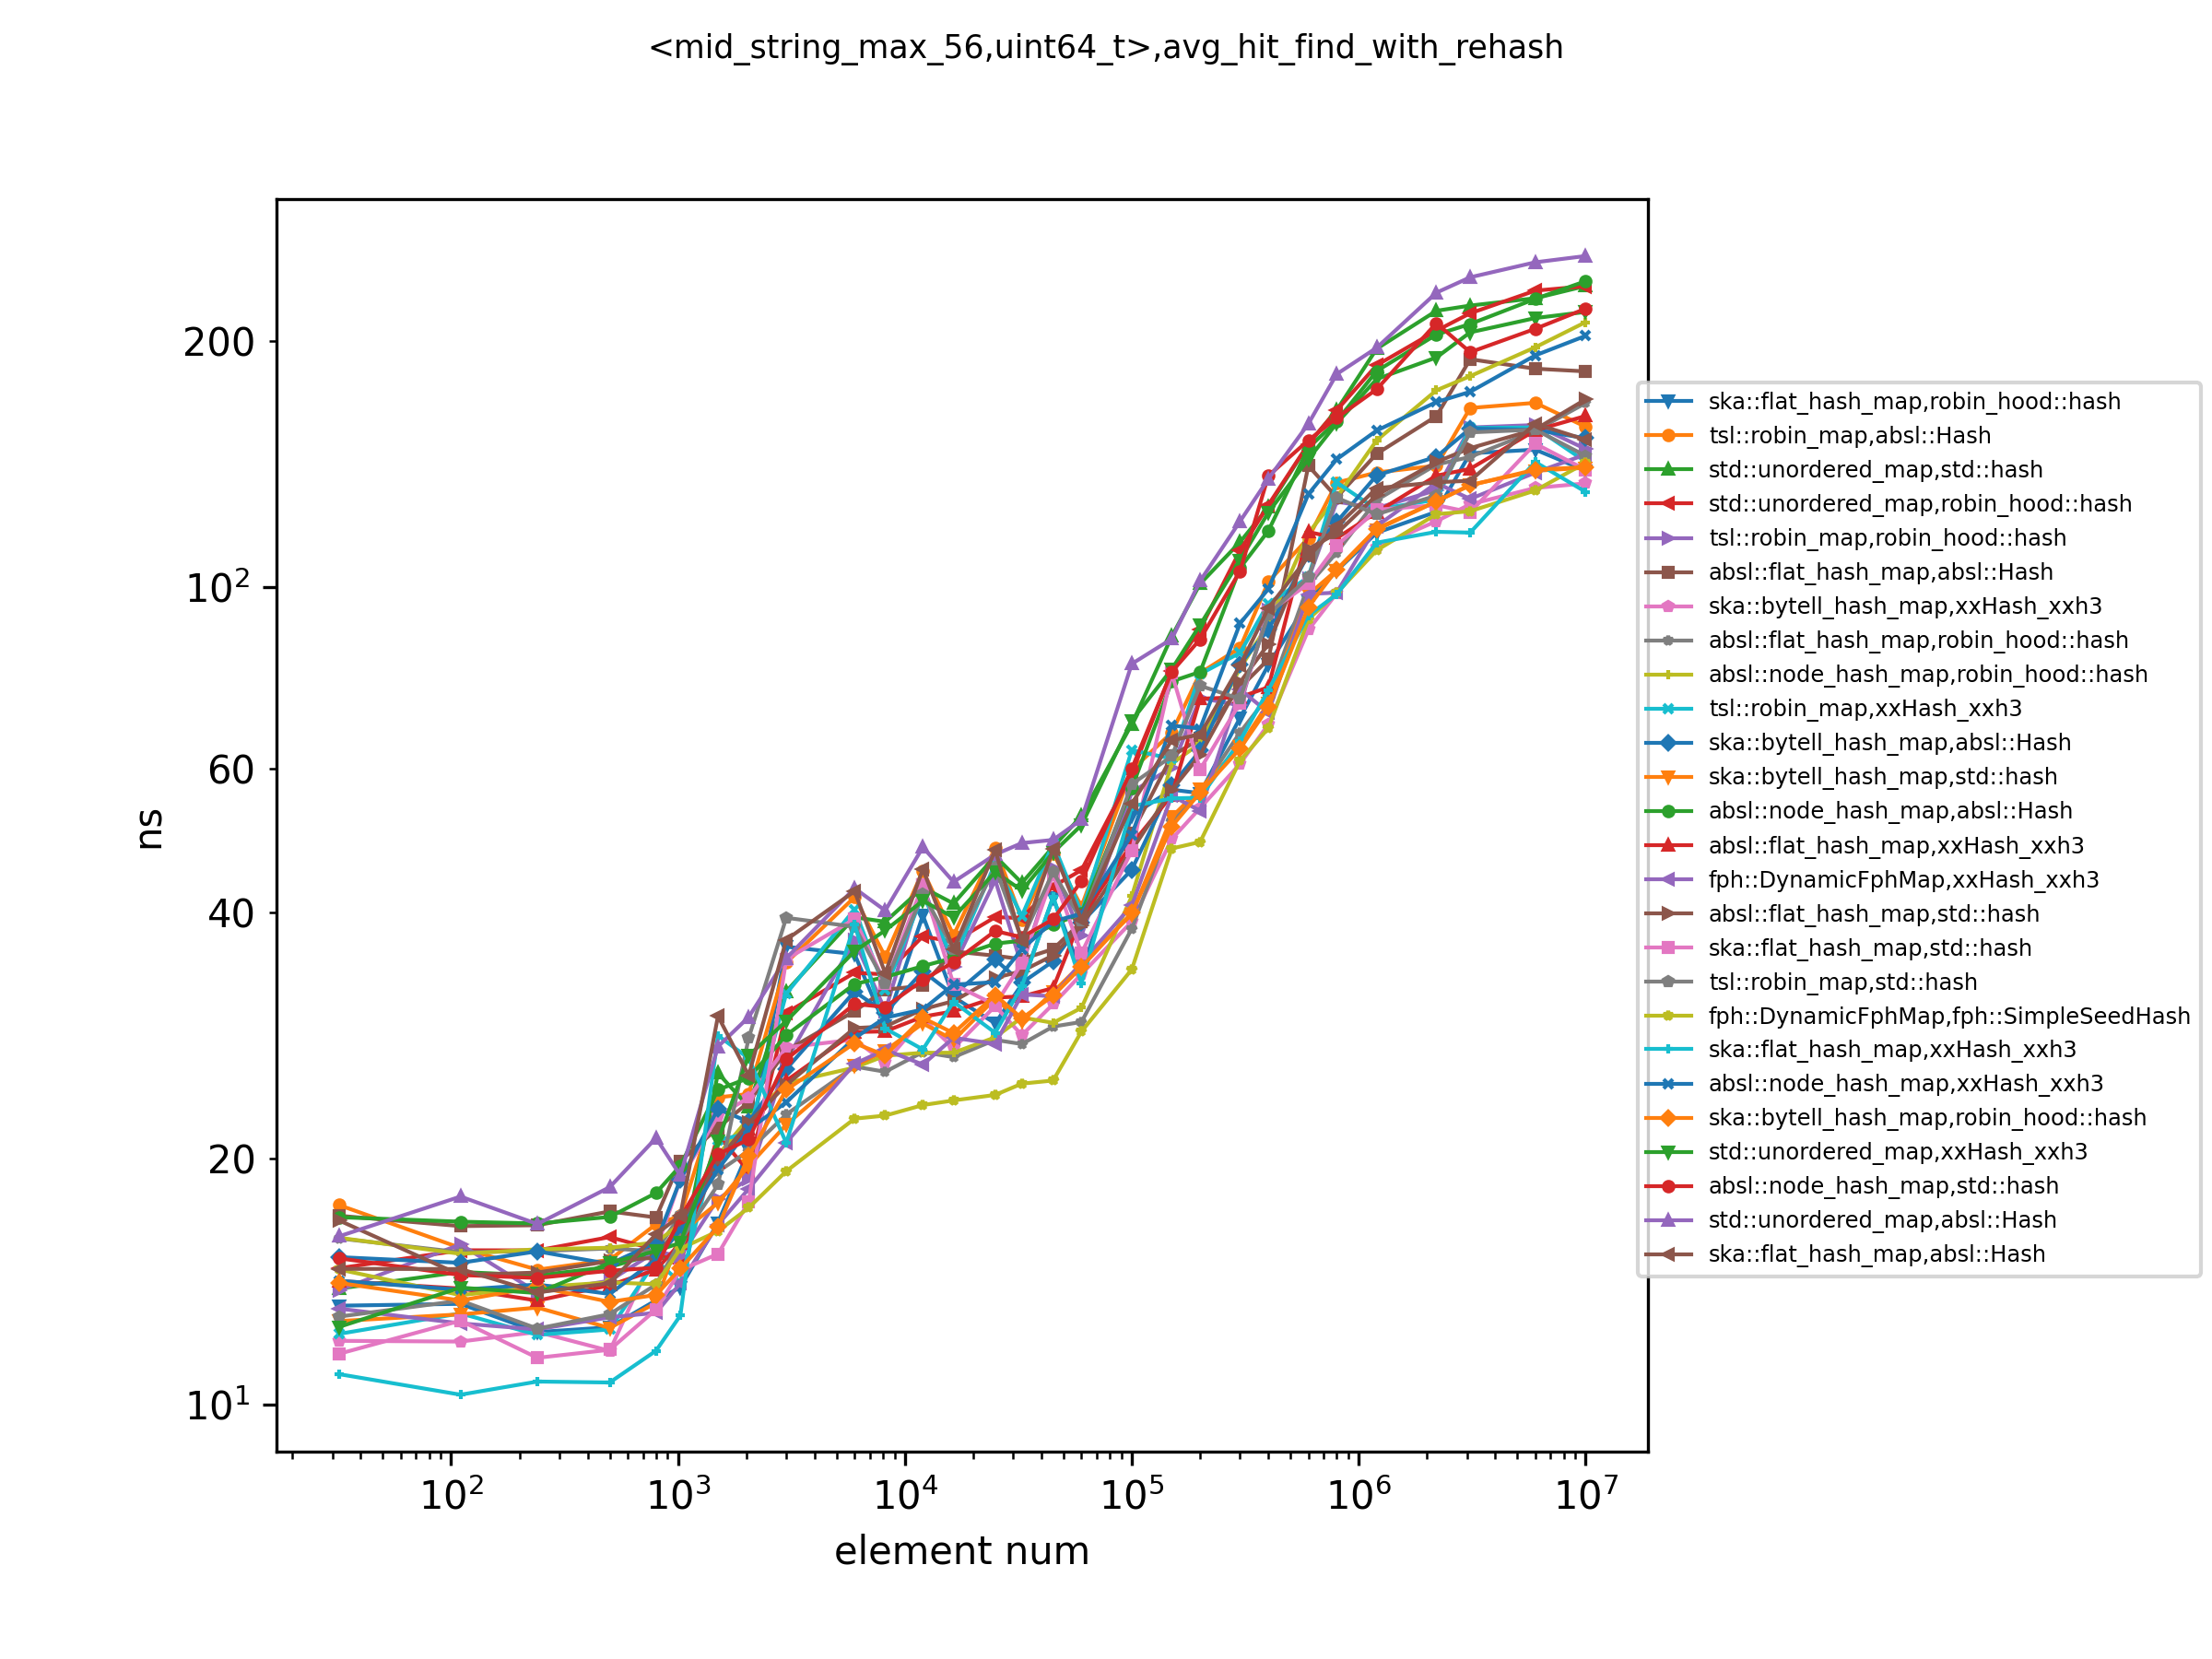 <mid_string_max_56,uint64_t>,avg_hit_find_with_rehash
200
10²
60
40
20
10¹
ns
10² 10³ 10⁴ 10⁵ 10⁶ 10⁷
element num
ska::flat_hash_map,robin_hood::hash
tsl::robin_map,absl::Hash
std::unordered_map,std::hash
std::unordered_map,robin_hood::hash
tsl::robin_map,robin_hood::hash
absl::flat_hash_map,absl::Hash
ska::bytell_hash_map,xxHash_xxh3
absl::flat_hash_map,robin_hood::hash
absl::node_hash_map,robin_hood::hash
tsl::robin_map,xxHash_xxh3
ska::bytell_hash_map,absl::Hash
ska::bytell_hash_map,std::hash
absl::node_hash_map,absl::Hash
absl::flat_hash_map,xxHash_xxh3
fph::DynamicFphMap,xxHash_xxh3
absl::flat_hash_map,std::hash
ska::flat_hash_map,std::hash
tsl::robin_map,std::hash
fph::DynamicFphMap,fph::SimpleSeedHash
ska::flat_hash_map,xxHash_xxh3
absl::node_hash_map,xxHash_xxh3
ska::bytell_hash_map,robin_hood::hash
std::unordered_map,xxHash_xxh3
absl::node_hash_map,std::hash
std::unordered_map,absl::Hash
ska::flat_hash_map,absl::Hash